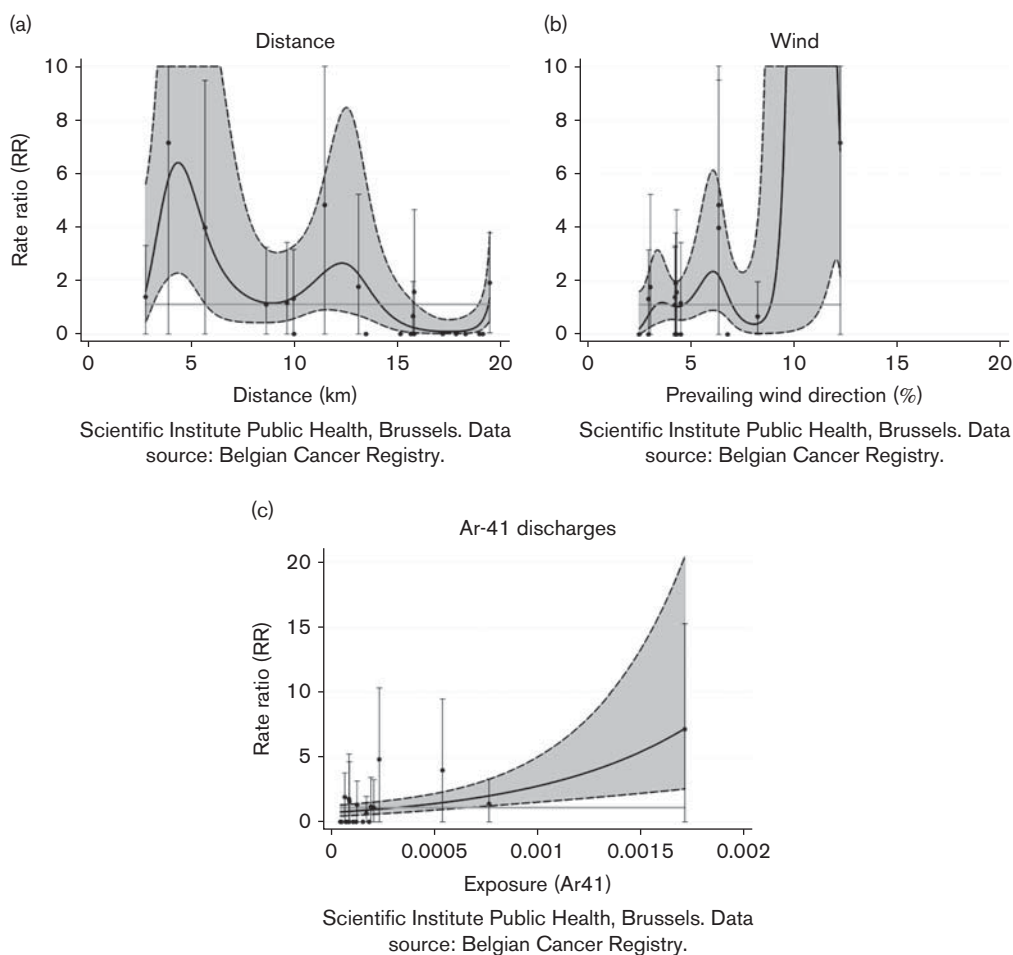 (a)
Distance
10
8
6
4
2
0
Rate ratio (RR)
0 5 10 15 20
Distance (km)
Scientific Institute Public Health, Brussels. Data
source: Belgian Cancer Registry.
(b)
Wind
10
8
6
4
2
0
0 5 10 15 20
Prevailing wind direction (%)
Scientific Institute Public Health, Brussels. Data
source: Belgian Cancer Registry.
(c)
Ar-41 discharges
20
15
10
5
0
Rate ratio (RR)
0 0.0005 0.001 0.0015 0.002
Exposure (Ar41)
Scientific Institute Public Health, Brussels. Data
source: Belgian Cancer Registry.